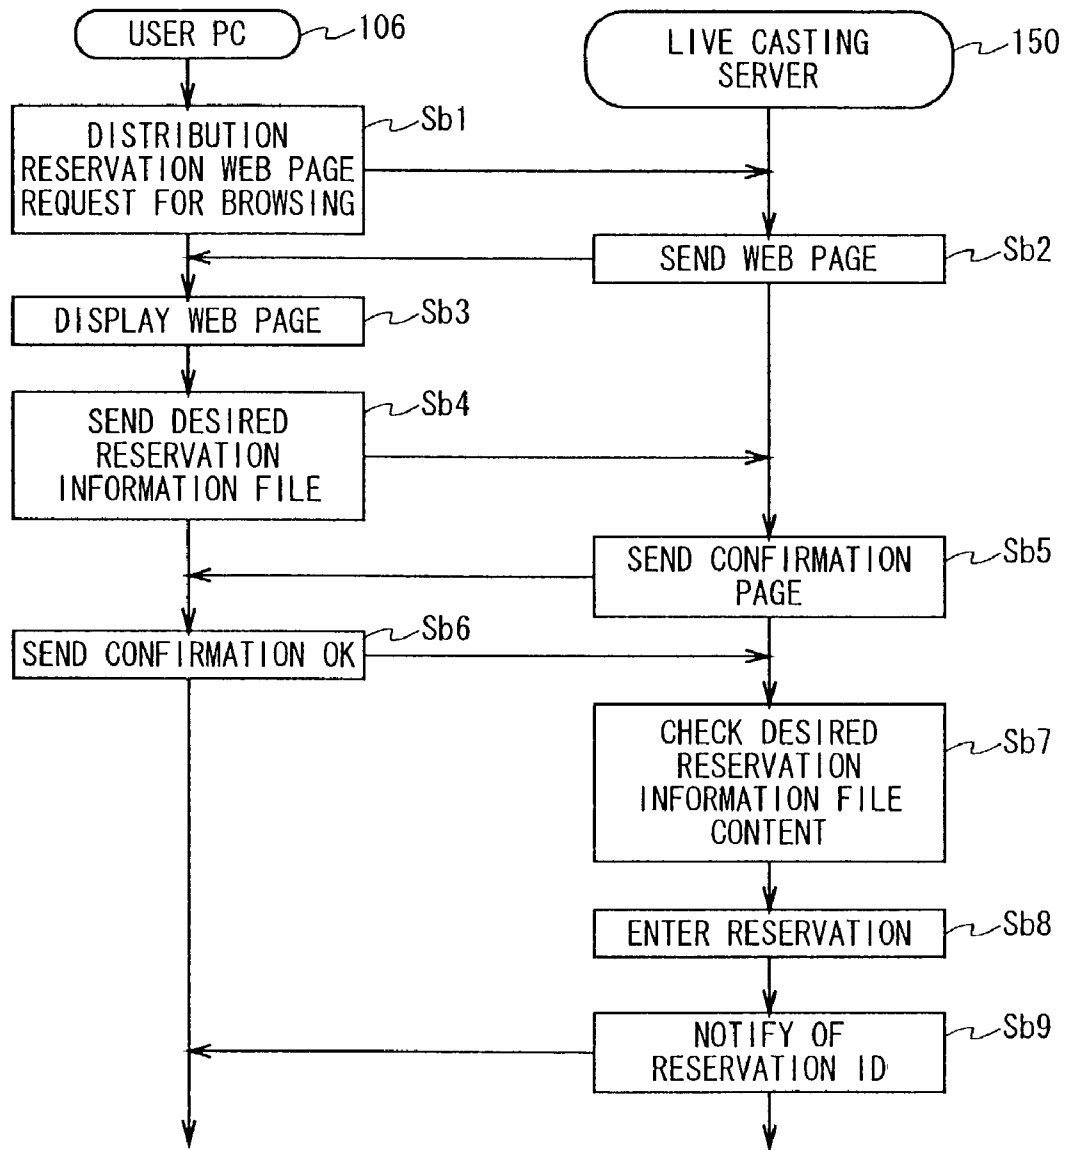 USER PC
106
LIVE CASTING
SERVER
150
DISTRIBUTION
RESERVATION WEB PAGE
REQUEST FOR BROWSING
Sb1
SEND WEB PAGE
Sb2
DISPLAY WEB PAGE
Sb3
SEND DESIRED
RESERVATION
INFORMATION FILE
Sb4
SEND CONFIRMATION
PAGE
Sb5
SEND CONFIRMATION OK
Sb6
CHECK DESIRED
RESERVATION
INFORMATION FILE
CONTENT
Sb7
ENTER RESERVATION
Sb8
NOTIFY OF
RESERVATION ID
Sb9